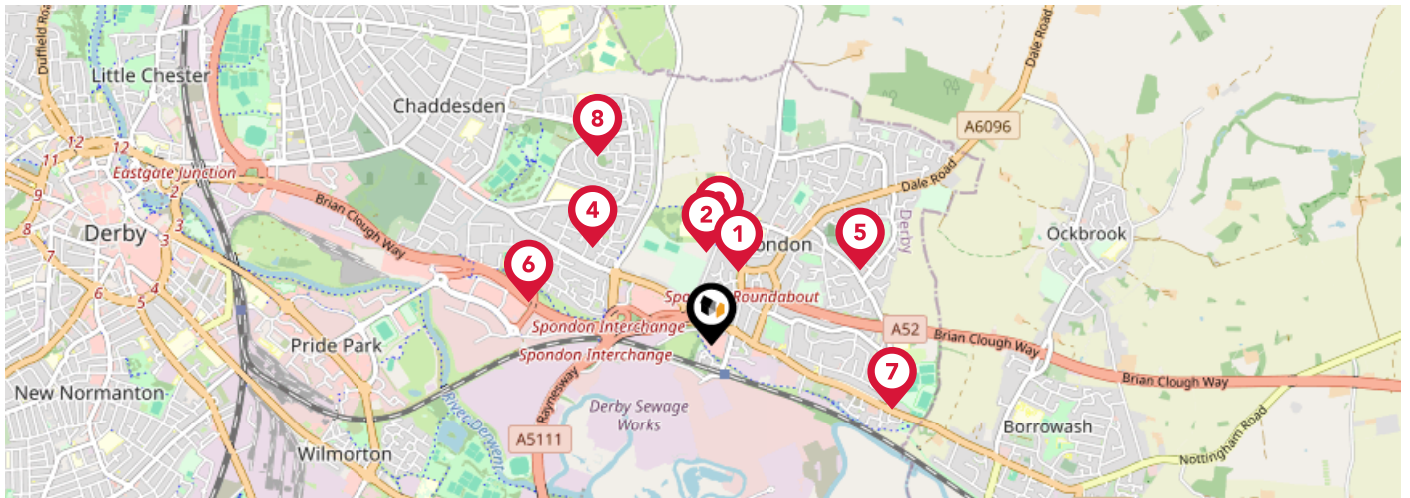 Duffield Roa
Little Chester
Chaddesden
8
A6096
Dale Road
12
12
11
Eastgate Junction
2
9
Brian Clough Way
Dale Road
Derby
4
2
1
5
Derby
Ockbrook
8
3
3
ondon
7
6
Roundabout
6
5
4
Spondon Interchange
A52
Brian Clough Way
Pride Park
Spondon Interchange
7
Brian Clough Way
New Normanton
Raynesway
River Derwent
Derby Sewage
Works
Borrowash
Nottingham Road
A5111
Wilmorton